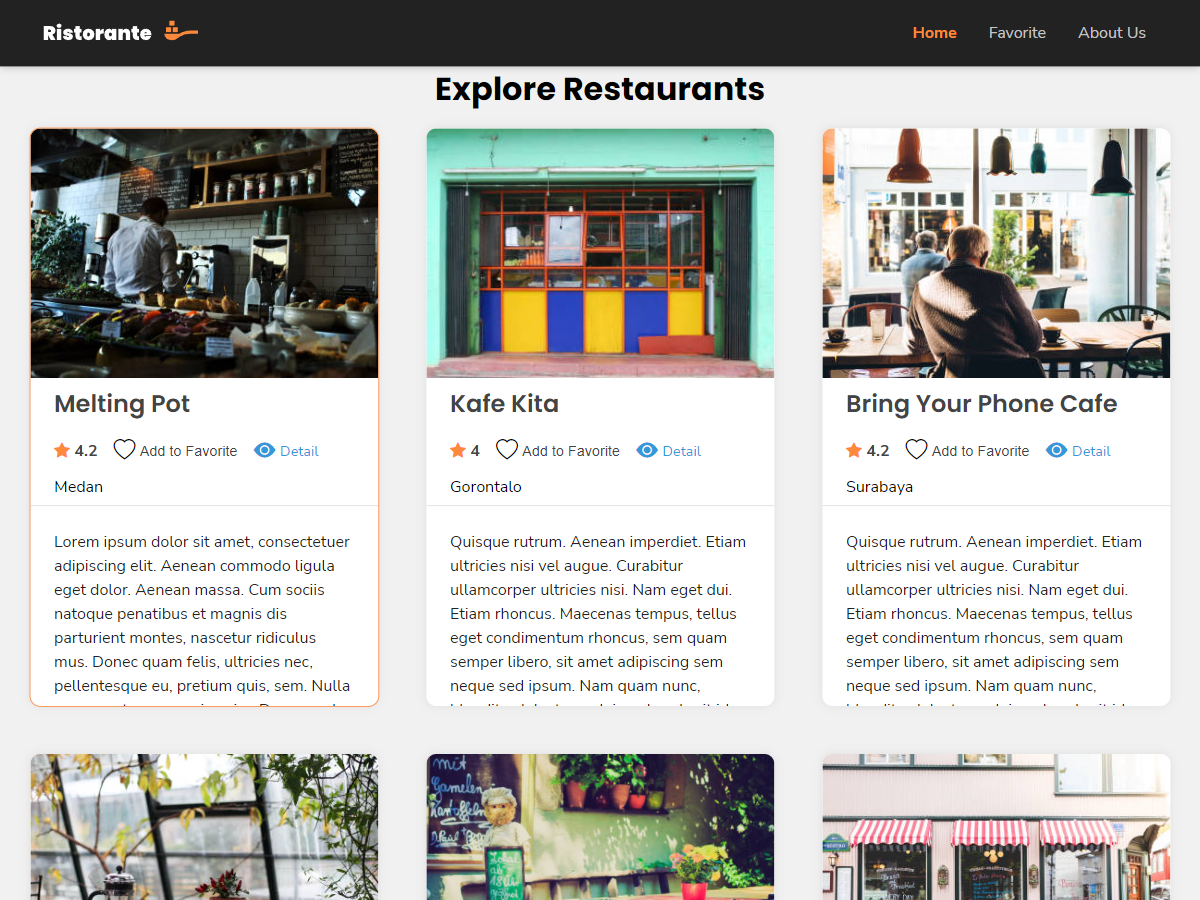 Ristorante
Home
Favorite
About Us
Explore Restaurants
Melting Pot
4.2
Add to Favorite
Detail
Medan
Lorem ipsum dolor sit amet, consectetuer
adipiscing elit. Aenean commodo ligula
eget dolor. Aenean massa. Cum sociis
natoque penatibus et magnis dis
parturient montes, nascetur ridiculus
mus. Donec quam felis, ultricies nec,
pellentesque eu, pretium quis, sem. Nulla
Kafe Kita
4
Add to Favorite
Detail
Gorontalo
Quisque rutrum. Aenean imperdiet. Etiam
ultricies nisi vel augue. Curabitur
ullamcorper ultricies nisi. Nam eget dui.
Etiam rhoncus. Maecenas tempus, tellus
eget condimentum rhoncus, sem quam
semper libero, sit amet adipiscing sem
neque sed ipsum. Nam quam nunc,
Bring Your Phone Cafe
4.2
Add to Favorite
Detail
Surabaya
Quisque rutrum. Aenean imperdiet. Etiam
ultricies nisi vel augue. Curabitur
ullamcorper ultricies nisi. Nam eget dui.
Etiam rhoncus. Maecenas tempus, tellus
eget condimentum rhoncus, sem quam
semper libero, sit amet adipiscing sem
neque sed ipsum. Nam quam nunc,
mit
Gamelen